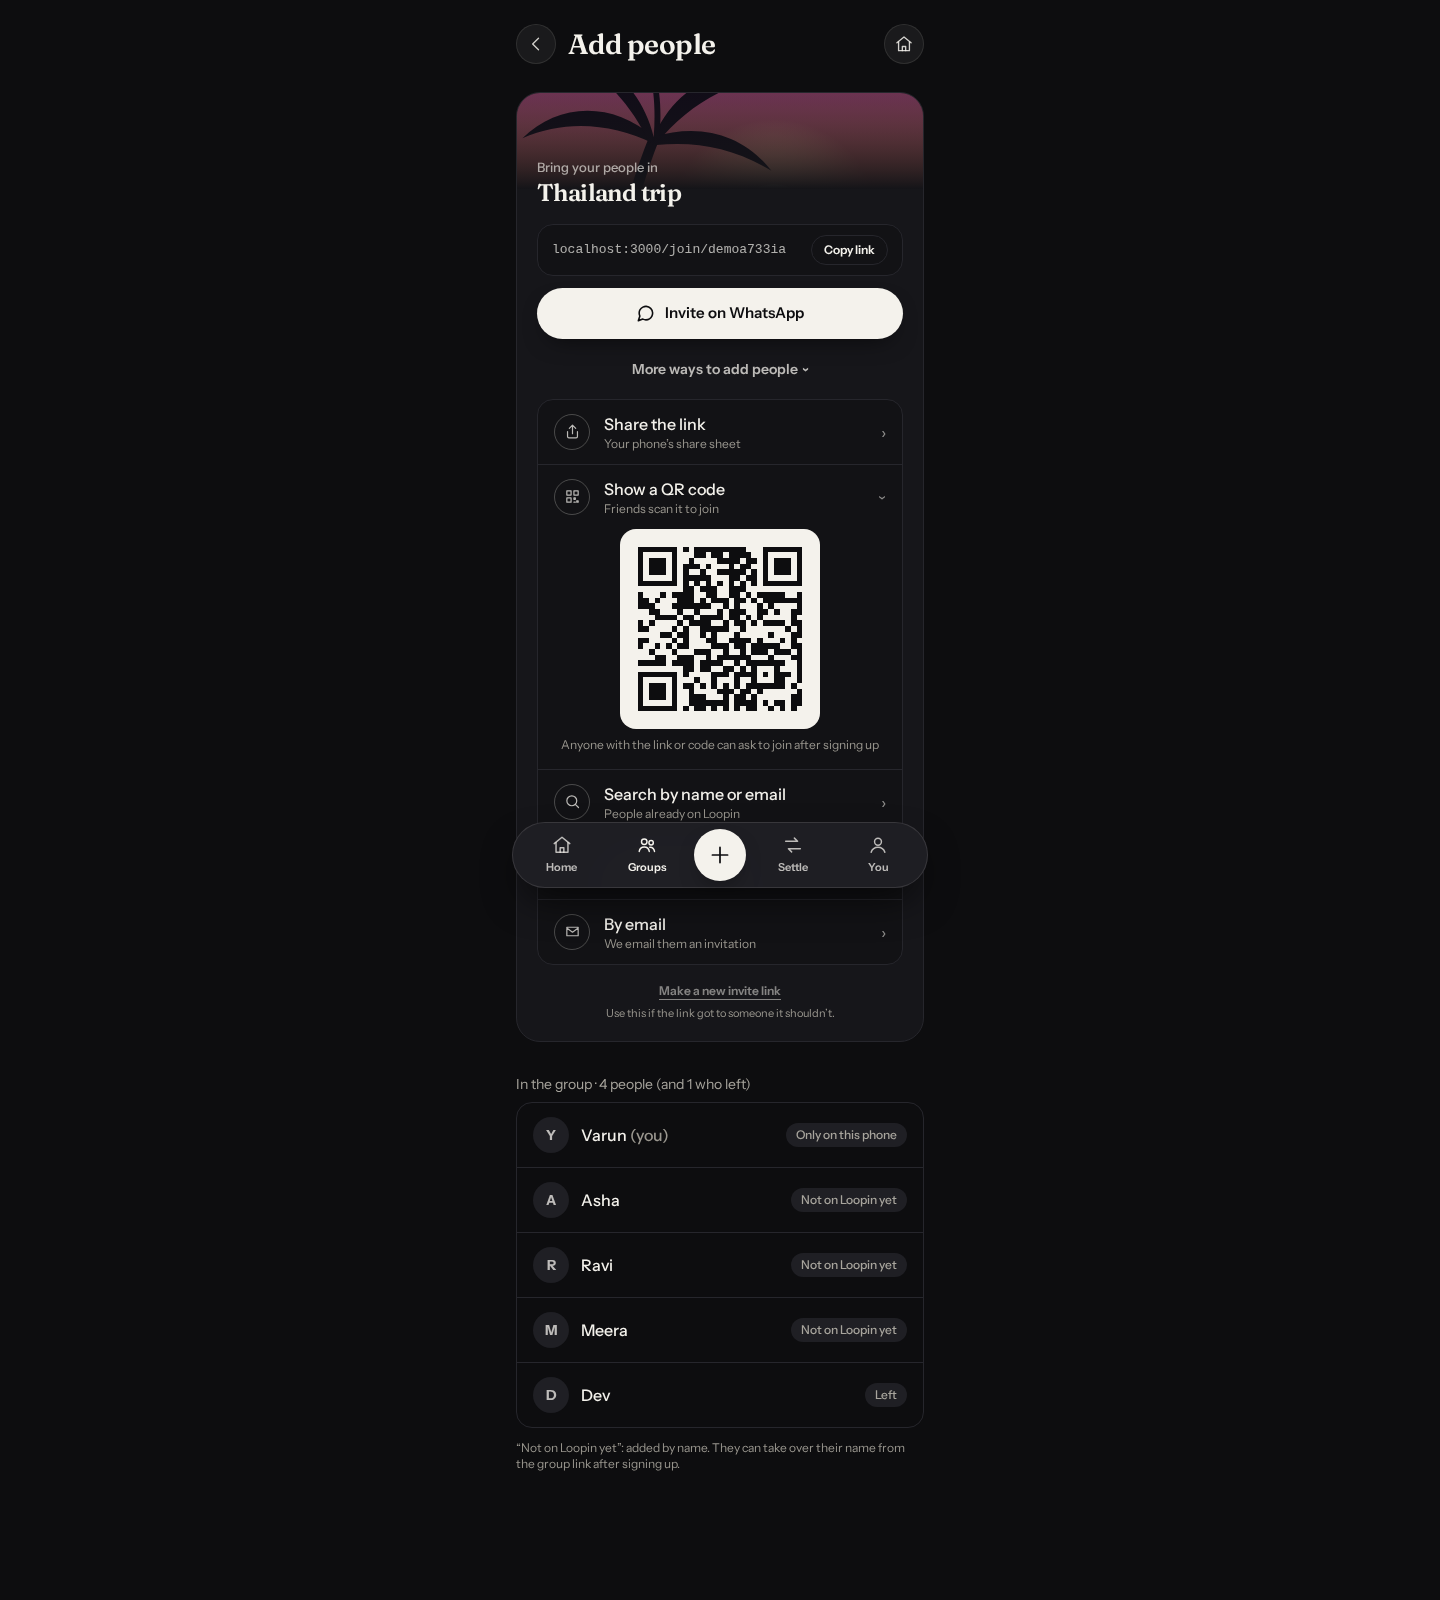 Add people
Bring your people in
Thailand trip
localhost:3000/join/demoa733ia
Copy link
Invite on WhatsApp
More ways to add people
Share the link
Your phone's share sheet
Show a QR code
Friends scan it to join
Anyone with the link or code can ask to join after signing up
Search by name or email
People already on Loopin
Home
Groups
Settle
You
By email
We email them an invitation
Make a new invite link
Use this if the link got to someone it shouldn't.
In the group · 4 people (and 1 who left)
Y
Varun (you)
Only on this phone
A
Asha
Not on Loopin yet
R
Ravi
Not on Loopin yet
M
Meera
Not on Loopin yet
D
Dev
Left
“Not on Loopin yet”: added by name. They can take over their name from
the group link after signing up.